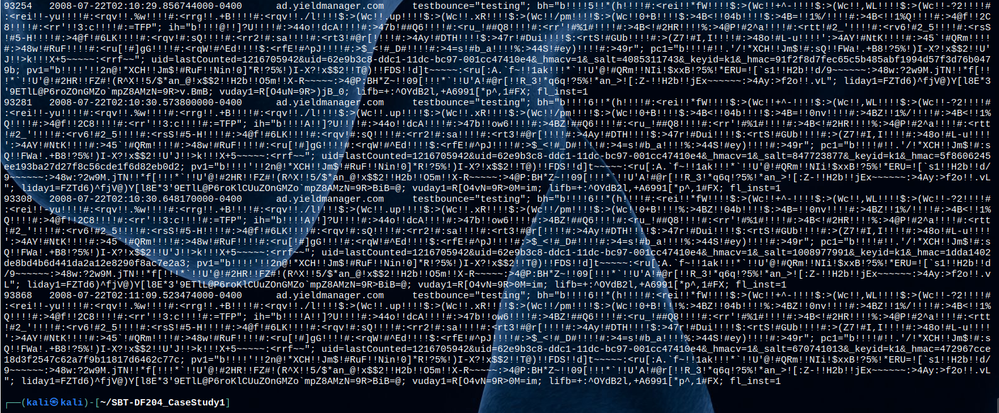 93254   2008-07-22T02:10:29.856744000-0400      ad.yieldmanager.com     testbounce="testing"; bh="b!!!!5!!*(h!!!!#:<rei!!*fW!!!!$:>(Wc!!+^-!!!!$:>(Wc!!,WL!!!!$:>(Wc!!-?2!!!!#
:<rei!!-yu!!!!#:<rqv!!.%w!!!!#:<rrg!!.+B!!!!#:<rqv!!./l!!!!$:>(Wc!!.up!!!!$:>(Wc!!.xR!!!!$:>(Wc!!/pm!!!!$:>(Wc!!0+B!!!!$:>4B<!!04b!!!!$:>4B=!!1%/!!!!#:>4B<!!1%Q!!!!#:>4@f!!2C
8!!!!#:<rr'!!3:c!!!!#:=TFP"; ih="b!!!!@!!]?U!!!!#:>44o!!dcA!!!!#:>47b!##Q6!!!!#:<ru_!##Q8!!!!#:<rr'!#%1#!!!!#:>4B<!#2HR!!!!%:>4@P!#2^a!!!!#:<rtt!#2_'!!!!#:<rv6!#2_5!!!!#:<rsS
!#5-H!!!!#:>4@f!#6LK!!!!#:<rqv!#:sQ!!!!#:<rr2!#:sa!!!!#:<rt3!#@r[!!!!#:>4Ay!#DTH!!!!$:>47r!#Dui!!!!$:<rtS!#GUb!!!!#:>(Z7!#I,I!!!!#:>48o!#L-u!!!!':>4AY!#NtK!!!!#:>45`!#QRm!!!!
#:>48w!#RuF!!!!#:<ru[!#]gG!!!!#:<rqW!#^Ed!!!!$:<rfE!#^pJ!!!!#:>$_<!#_D#!!!!#:>4=s!#b_a!!!!%:>44S!#ey)!!!!#:>49r"; pc1="b!!!!#!!.'/!*XCH!!Jm$!#:sQ!!FWa!.+B8!?5%!)I-X?!x$$2!!U'
J!!>k!!!X+5~~~~~:<rrf~~"; uid=lastCounted=1216705942&uid=62e9b3c8-ddc1-11dc-bc97-001cc47410e4&_hmacv=1&_salt=4085311743&_keyid=k1&_hmac=91f2f8d7fec65c5b485abf1994d57f3d76b047
9b; pv1="b!!!!'!!2n@!*XCH!!Jm$!#RuF!!Nin!0]*R!?5%!)I-X?!x$$2!!T@)!!FDS!!d]t~~~~~:<ru[:A.`f~!!1ak!!!*`!!U'@!#QRm!!NIi!$xxB!?5%!*ERU=![`s1!!H2b!!d/9~~~~~~:>48w:?2w9M.jTN!!*f[!!
!*`!!U'@!#2HR!!FZ#!(R^X!!5/$*an_@!x$$2!!H2b!!O5m!!X-R~~~~~:>4@P:BH*Z~!!09[!!!*`!!U'A!#@r[!!R_3!*q6q!?5%!*an_>![:Z-!!H2b!!jEx~~~~~~:>4Ay:>f2o!!.vL"; liday1=FZTd6)^fjV@)Y[l8E*3
'9ETlL@P6roZOnGMZo`mpZ8AMzN=9R>v.BmB; vuday1=R[O4uN=9R>)jB_0; lifb=+:^OYdB2l,+A6991[*p^,1#FX; fl_inst=1
93281   2008-07-22T02:10:30.573800000-0400      ad.yieldmanager.com     testbounce="testing"; bh="b!!!!6!!*(h!!!!#:<rei!!*fW!!!!$:>(Wc!!+^-!!!!$:>(Wc!!,WL!!!!$:>(Wc!!-?2!!!!#
:<rei!!-yu!!!!#:<rqv!!.%w!!!!#:<rrg!!.+B!!!!#:<rqv!!./l!!!!$:>(Wc!!.up!!!!$:>(Wc!!.xR!!!!$:>(Wc!!/pm!!!!$:>(Wc!!0+B!!!!$:>4B<!!04b!!!!$:>4B=!!0nv!!!!#:>4BZ!!1%/!!!!#:>4B<!!1%
Q!!!!#:>4@f!!2C8!!!!#:<rr'!!3:c!!!!#:=TFP"; ih="b!!!!A!!]?U!!!!#:>44o!!dcA!!!!#:>47b!!ow6!!!!#:>4BZ!##Q6!!!!#:<ru_!##Q8!!!!#:<rr'!#%1#!!!!#:>4B<!#2HR!!!!%:>4@P!#2^a!!!!#:<rtt
!#2_'!!!!#:<rv6!#2_5!!!!#:<rsS!#5-H!!!!#:>4@f!#6LK!!!!#:<rqv!#:sQ!!!!#:<rr2!#:sa!!!!#:<rt3!#@r[!!!!#:>4Ay!#DTH!!!!$:>47r!#Dui!!!!$:<rtS!#GUb!!!!#:>(Z7!#I,I!!!!#:>48o!#L-u!!!!
':>4AY!#NtK!!!!#:>45`!#QRm!!!!#:>48w!#RuF!!!!#:<ru[!#]gG!!!!#:<rqW!#^Ed!!!!$:<rfE!#^pJ!!!!#:>$_<!#_D#!!!!#:>4=s!#b_a!!!!%:>44S!#ey)!!!!#:>49r"; pc1="b!!!!#!!.'/!*XCH!!Jm$!#:s
Q!!FWa!.+B8!?5%!)I-X?!x$$2!!U'J!!>k!!!X+5~~~~~:<rrf~~"; uid=lastCounted=1216705942&uid=62e9b3c8-ddc1-11dc-bc97-001cc47410e4&_hmacv=1&_salt=847723877&_keyid=k1&_hmac=5f8606245
ee193ba27d27f8c56cde1f6d82eb0d2; pv1="b!!!!'!!2n@!*XCH!!Jm$!#RuF!!Nin!0]*R!?5%!)I-X?!x$$2!!T@)!!FDS!!d]t~~~~~:<ru[:A.`f~!!1ak!!!*`!!U'@!#QRm!!NIi!$xxB!?5%!*ERU=![`s1!!H2b!!d/
9~~~~~~:>48w:?2w9M.jTN!!*f[!!!*`!!U'@!#2HR!!FZ#!(R^X!!5/$*an_@!x$$2!!H2b!!O5m!!X-R~~~~~:>4@P:BH*Z~!!09[!!!*`!!U'A!#@r[!!R_3!*q6q!?5%!*an_>![:Z-!!H2b!!jEx~~~~~~:>4Ay:>f2o!!.vL
"; liday1=FZTd6)^fjV@)Y[l8E*3'9ETlL@P6roKlCUuZOnGMZo`mpZ8AMzN=9R>BiB=@; vuday1=R[O4vN=9R>0M=im; lifb=+:^OYdB2l,+A6991[*p^,1#FX; fl_inst=1
93308   2008-07-22T02:10:30.648170000-0400      ad.yieldmanager.com     testbounce="testing"; bh="b!!!!6!!*(h!!!!#:<rei!!*fW!!!!$:>(Wc!!+^-!!!!$:>(Wc!!,WL!!!!$:>(Wc!!-?2!!!!#
:<rei!!-yu!!!!#:<rqv!!.%w!!!!#:<rrg!!.+B!!!!#:<rqv!!./l!!!!$:>(Wc!!.up!!!!$:>(Wc!!.xR!!!!$:>(Wc!!/pm!!!!$:>(Wc!!0+B!!!!%:>4BZ!!04b!!!!$:>4B=!!0nv!!!!#:>4BZ!!1%/!!!!#:>4B<!!1%
Q!!!!#:>4@f!!2C8!!!!#:<rr'!!3:c!!!!#:=TFP"; ih="b!!!!A!!]?U!!!!#:>44o!!dcA!!!!#:>47b!!ow6!!!!#:>4BZ!##Q6!!!!#:<ru_!##Q8!!!!#:<rr'!#%1#!!!!#:>4B<!#2HR!!!!%:>4@P!#2^a!!!!#:<rtt
!#2_'!!!!#:<rv6!#2_5!!!!#:<rsS!#5-H!!!!#:>4@f!#6LK!!!!#:<rqv!#:sQ!!!!#:<rr2!#:sa!!!!#:<rt3!#@r[!!!!#:>4Ay!#DTH!!!!$:>47r!#Dui!!!!$:<rtS!#GUb!!!!#:>(Z7!#I,I!!!!#:>48o!#L-u!!!!
':>4AY!#NtK!!!!#:>45`!#QRm!!!!#:>48w!#RuF!!!!#:<ru[!#]gG!!!!#:<rqW!#^Ed!!!!$:<rfE!#^pJ!!!!#:>$_<!#_D#!!!!#:>4=s!#b_a!!!!%:>44S!#ey)!!!!#:>49r"; pc1="b!!!!#!!.'/!*XCH!!Jm$!#:s
Q!!FWa!.+B8!?5%!)I-X?!x$$2!!U'J!!>k!!!X+5~~~~~:<rrf~~"; uid=lastCounted=1216705942&uid=62e9b3c8-ddc1-11dc-bc97-001cc47410e4&_hmacv=1&_salt=1008977991&_keyid=k1&_hmac=1dda1402
de8bd4b6d441da2a12e8290f8ac7e2a3; pv1="b!!!!'!!2n@!*XCH!!Jm$!#RuF!!Nin!0]*R!?5%!)I-X?!x$$2!!T@)!!FDS!!d]t~~~~~:<ru[:A.`f~!!1ak!!!*`!!U'@!#QRm!!NIi!$xxB!?5%!*ERU=![`s1!!H2b!!d
/9~~~~~~:>48w:?2w9M.jTN!!*f[!!!*`!!U'@!#2HR!!FZ#!(R^X!!5/$*an_@!x$$2!!H2b!!O5m!!X-R~~~~~:>4@P:BH*Z~!!09[!!!*`!!U'A!#@r[!!R_3!*q6q!?5%!*an_>![:Z-!!H2b!!jEx~~~~~~:>4Ay:>f2o!!.v
L"; liday1=FZTd6)^fjV@)Y[l8E*3'9ETlL@P6roKlCUuZOnGMZo`mpZ8AMzN=9R>BiB=@; vuday1=R[O4vN=9R>0M=im; lifb=+:^OYdB2l,+A6991[*p^,1#FX; fl_inst=1
93868   2008-07-22T02:11:09.523474000-0400      ad.yieldmanager.com     testbounce="testing"; bh="b!!!!6!!*(h!!!!#:<rei!!*fW!!!!$:>(Wc!!+^-!!!!$:>(Wc!!,WL!!!!$:>(Wc!!-?2!!!!#
:<rei!!-yu!!!!#:<rqv!!.%w!!!!#:<rrg!!.+B!!!!#:<rqv!!./l!!!!$:>(Wc!!.up!!!!$:>(Wc!!.xR!!!!$:>(Wc!!/pm!!!!$:>(Wc!!0+B!!!!%:>4BZ!!04b!!!!%:>4BZ!!0nv!!!!#:>4BZ!!1%/!!!!#:>4B<!!1%
Q!!!!#:>4@f!!2C8!!!!#:<rr'!!3:c!!!!#:=TFP"; ih="b!!!!A!!]?U!!!!#:>44o!!dcA!!!!#:>47b!!ow6!!!!#:>4BZ!##Q6!!!!#:<ru_!##Q8!!!!#:<rr'!#%1#!!!!#:>4B<!#2HR!!!!%:>4@P!#2^a!!!!#:<rtt
!#2_'!!!!#:<rv6!#2_5!!!!#:<rsS!#5-H!!!!#:>4@f!#6LK!!!!#:<rqv!#:sQ!!!!#:<rr2!#:sa!!!!#:<rt3!#@r[!!!!#:>4Ay!#DTH!!!!$:>47r!#Dui!!!!$:<rtS!#GUb!!!!#:>(Z7!#I,I!!!!#:>48o!#L-u!!!!
':>4AY!#NtK!!!!#:>45`!#QRm!!!!#:>48w!#RuF!!!!#:<ru[!#]gG!!!!#:<rqW!#^Ed!!!!$:<rfE!#^pJ!!!!#:>$_<!#_D#!!!!#:>4=s!#b_a!!!!%:>44S!#ey)!!!!#:>49r"; pc1="b!!!!#!!.'/!*XCH!!Jm$!#:s
Q!!FWa!.+B8!?5%!)I-X?!x$$2!!U'J!!>k!!!X+5~~~~~:<rrf~~"; uid=lastCounted=1216705942&uid=62e9b3c8-ddc1-11dc-bc97-001cc47410e4&_hmacv=1&_salt=670741013&_keyid=k1&_hmac=472967cce
18d3f2547c62a7f9b11817d6462c77c; pv1="b!!!!'!!2n@!*XCH!!Jm$!#RuF!!Nin!0]*R!?5%!)I-X?!x$$2!!T@)!!FDS!!d]t~~~~~:<ru[:A.`f~!!1ak!!!*`!!U'@!#QRm!!NIi!$xxB!?5%!*ERU=![`s1!!H2b!!d/
9~~~~~~:>48w:?2w9M.jTN!!*f[!!!*`!!U'@!#2HR!!FZ#!(R^X!!5/$*an_@!x$$2!!H2b!!O5m!!X-R~~~~~:>4@P:BH*Z~!!09[!!!*`!!U'A!#@r[!!R_3!*q6q!?5%!*an_>![:Z-!!H2b!!jEx~~~~~~:>4Ay:>f2o!!.vL
"; liday1=FZTd6)^fjV@)Y[l8E*3'9ETlL@P6roKlCUuZOnGMZo`mpZ8AMzN=9R>BiB=@; vuday1=R[O4vN=9R>0M=im; lifb=+:^OYdB2l,+A6991[*p^,1#FX; fl_inst=1
┌──(kali㉿kali)-[~/SBT-DF204_CaseStudy1]